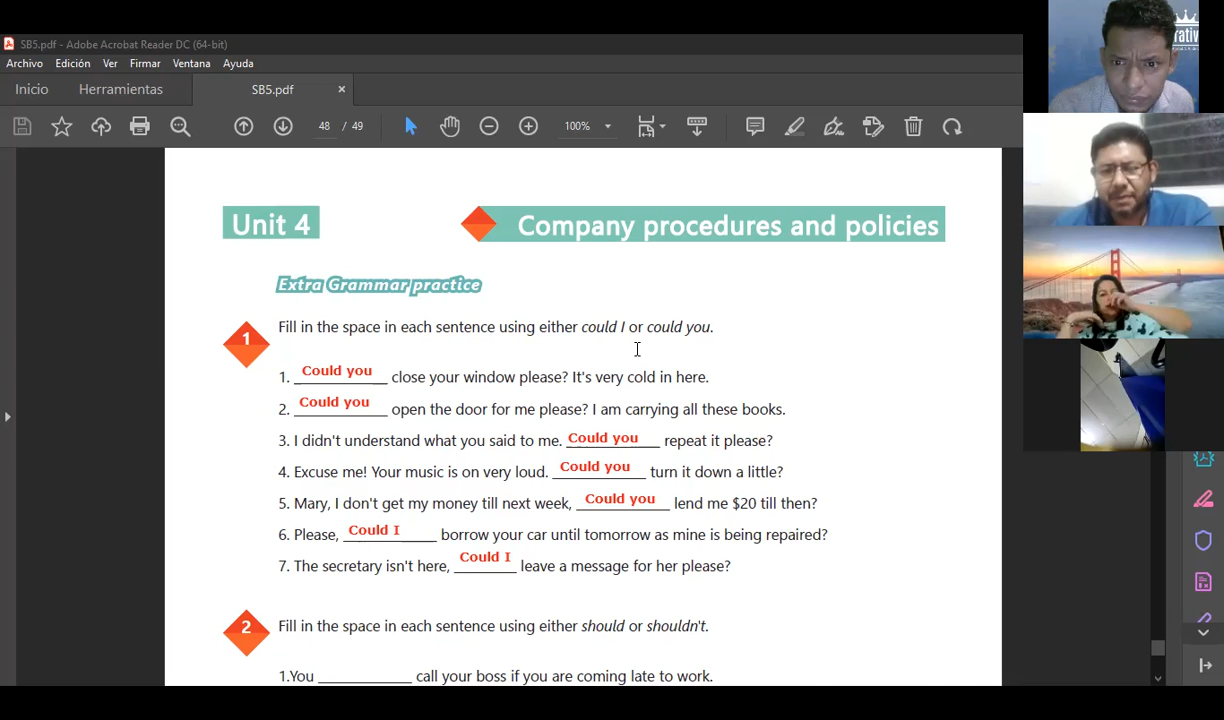 SB5.pdf - Adobe Acrobat Reader DC (64-bit)
Archivo Edición Ver Firmar Ventana Ayuda
Inicio Herramientas SB5.pdf ×
48 / 49 100%
Unit 4 Company procedures and policies
Extra Grammar practice
1 Fill in the space in each sentence using either could I or could you.
1. Could you close your window please? It's very cold in here.
2. Could you open the door for me please? I am carrying all these books.
3. I didn't understand what you said to me. Could you repeat it please?
4. Excuse me! Your music is on very loud. Could you turn it down a little?
5. Mary, I don't get my money till next week, Could you lend me $20 till then?
6. Please, Could I borrow your car until tomorrow as mine is being repaired?
7. The secretary isn't here, Could I leave a message for her please?
2 Fill in the space in each sentence using either should or shouldn't.
1.You ____________ call your boss if you are coming late to work.